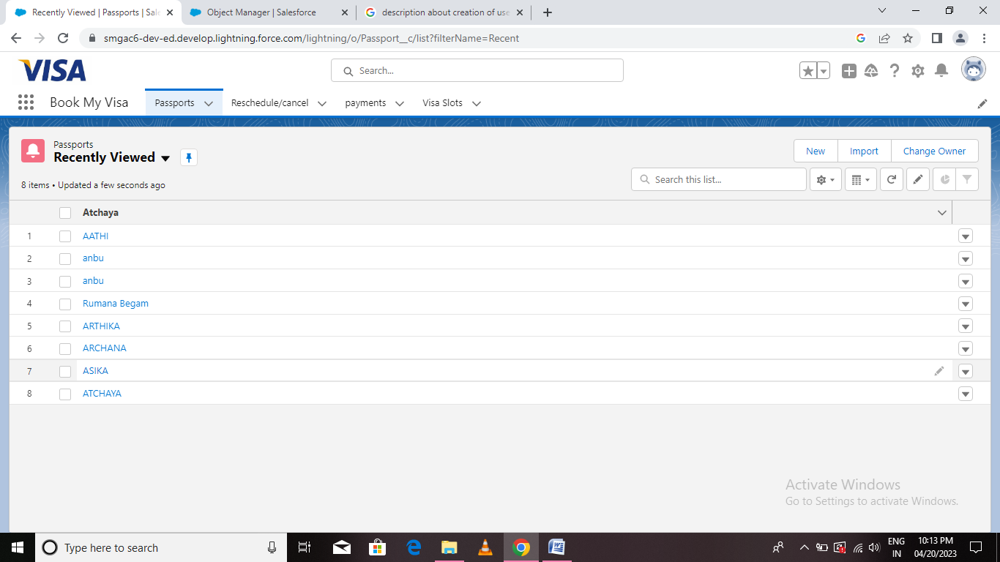 Recently Viewed | Passports | Sal
Object Manager | Salesforce
description about creation of use
smgac6-dev-ed.develop.lightning.force.com/lightning/o/Passport__c/list?filterName=Recent
VISA
Search...
Book My Visa
Passports
Reschedule/cancel
payments
Visa Slots
Passports
Recently Viewed
New
Import
Change Owner
8 items • Updated a few seconds ago
Search this list...
Atchaya
1 AATHI
2 anbu
3 anbu
4 Rumana Begam
5 ARTHIKA
6 ARCHANA
7 ASIKA
8 ATCHAYA
Activate Windows
Go to Settings to activate Windows.
Type here to search
ENG
IN
10:13 PM
04/20/2023